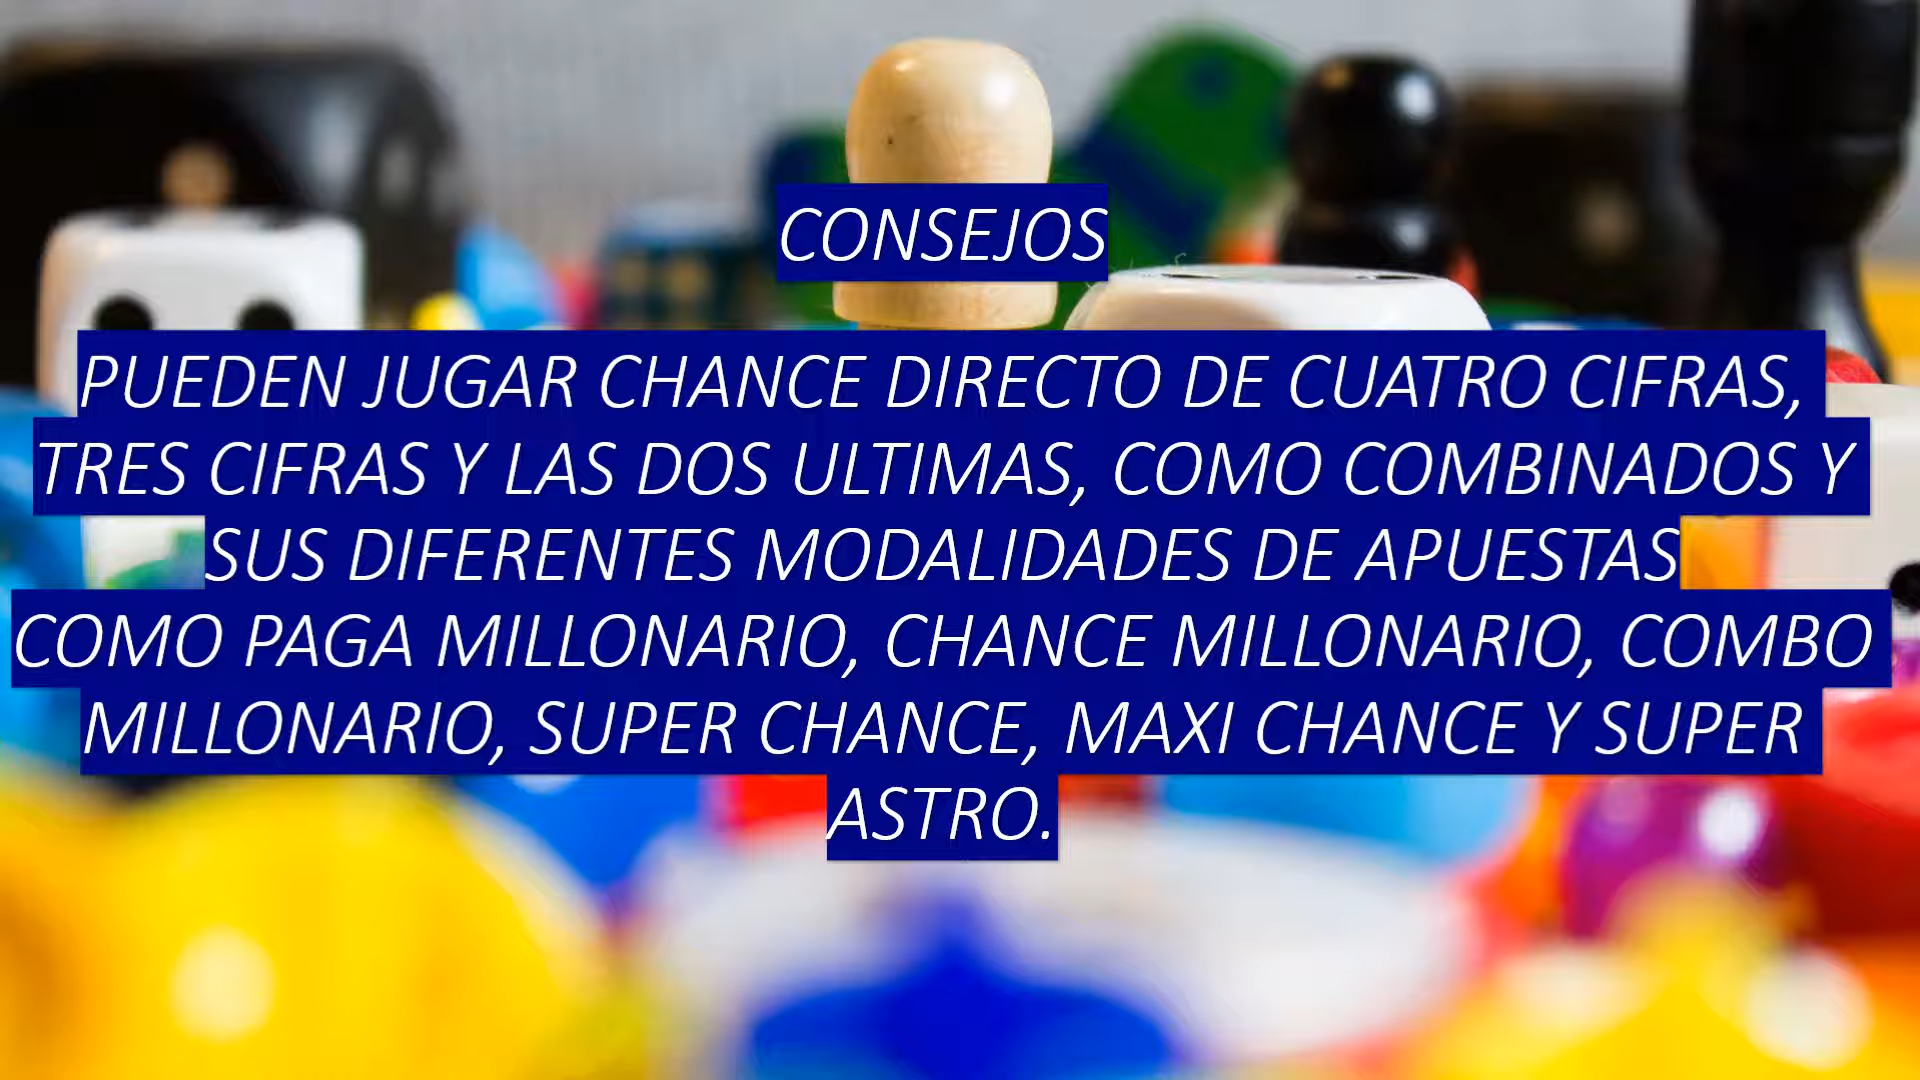 CONSEJOS
PUEDEN JUGAR CHANCE DIRECTO DE CUATRO CIFRAS,
TRES CIFRAS Y LAS DOS ULTIMAS, COMO COMBINADOS Y
SUS DIFERENTES MODALIDADES DE APUESTAS
COMO PAGA MILLONARIO, CHANCE MILLONARIO, COMBO
MILLONARIO, SUPER CHANCE, MAXI CHANCE Y SUPER
ASTRO.